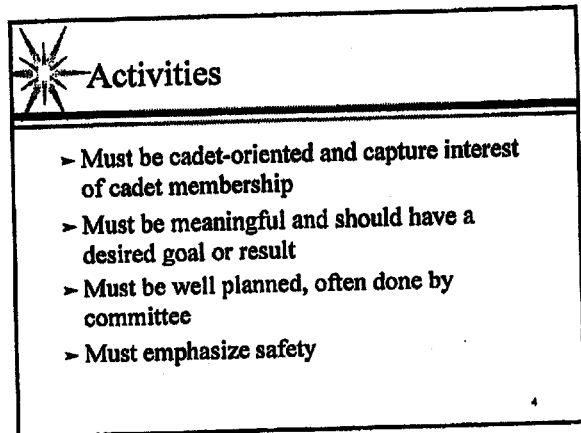 Activities
➢ Must be cadet-oriented and capture interest
of cadet membership
➢ Must be meaningful and should have a
desired goal or result
➢ Must be well planned, often done by
committee
➢ Must emphasize safety
4